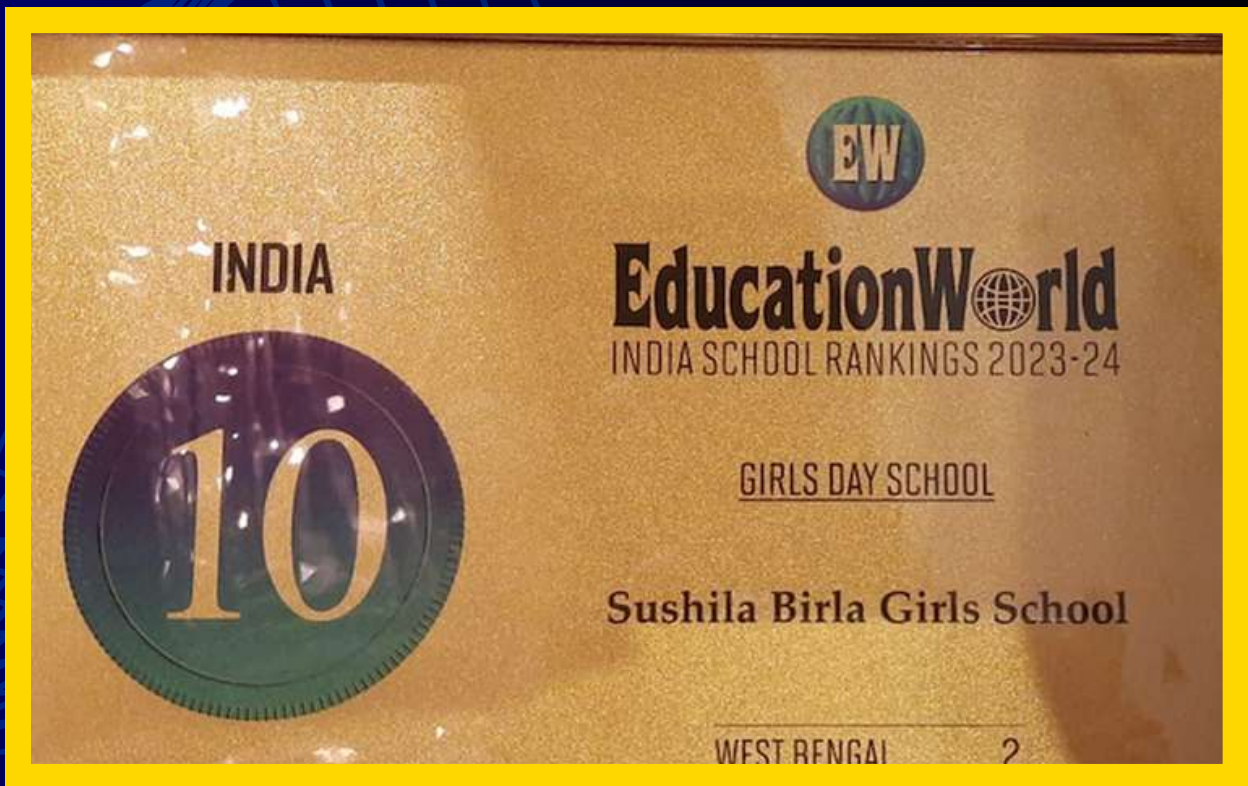 INDIA
10
EW
EducationWorld
INDIA SCHOOL RANKINGS 2023-24
GIRLS DAY SCHOOL
Sushila Birla Girls School
WEST BENGAL 2